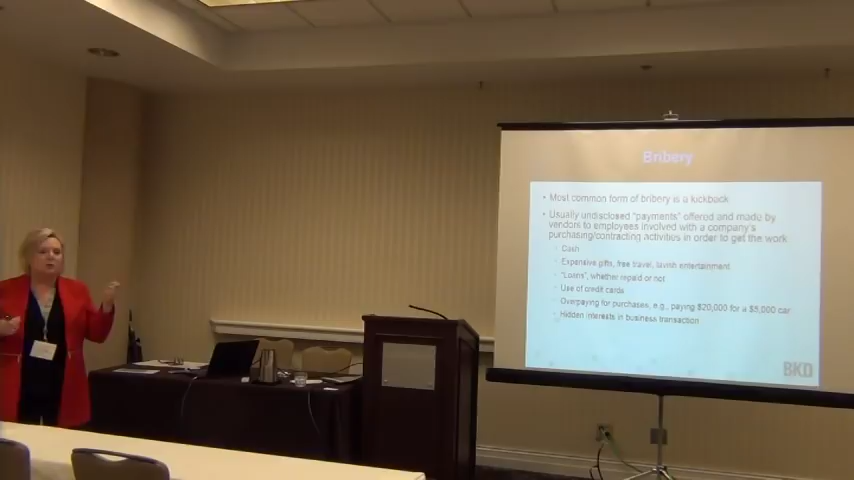 Bribery
• Most common form of bribery is a kickback
• Usually undisclosed "payments" offered and made by
vendors to employees involved with a company's
purchasing/contracting activities in order to get the work
Cash
Expensive gifts, free travel, lavish entertainment
"Loans", whether repaid or not
Use of credit cards
Overpaying for purchases, e.g., paying $20,000 for a $5,000 car
Hidden interests in business transaction
BKD